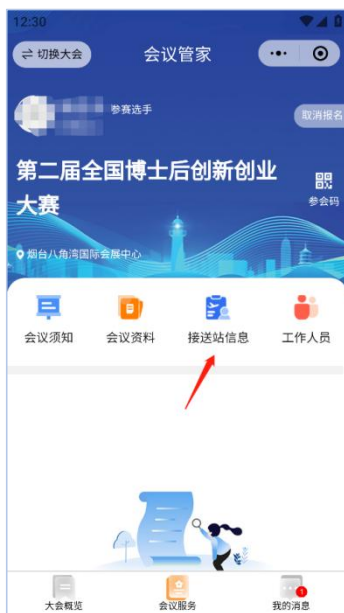 12:30
切换大会
会议管家
参赛选手
取消报名
第二届全国博士后创新创业
大赛
参会码
烟台八角湾国际会展中心
会议须知
会议资料
接送站信息
工作人员
大会概览
会议服务
我的消息